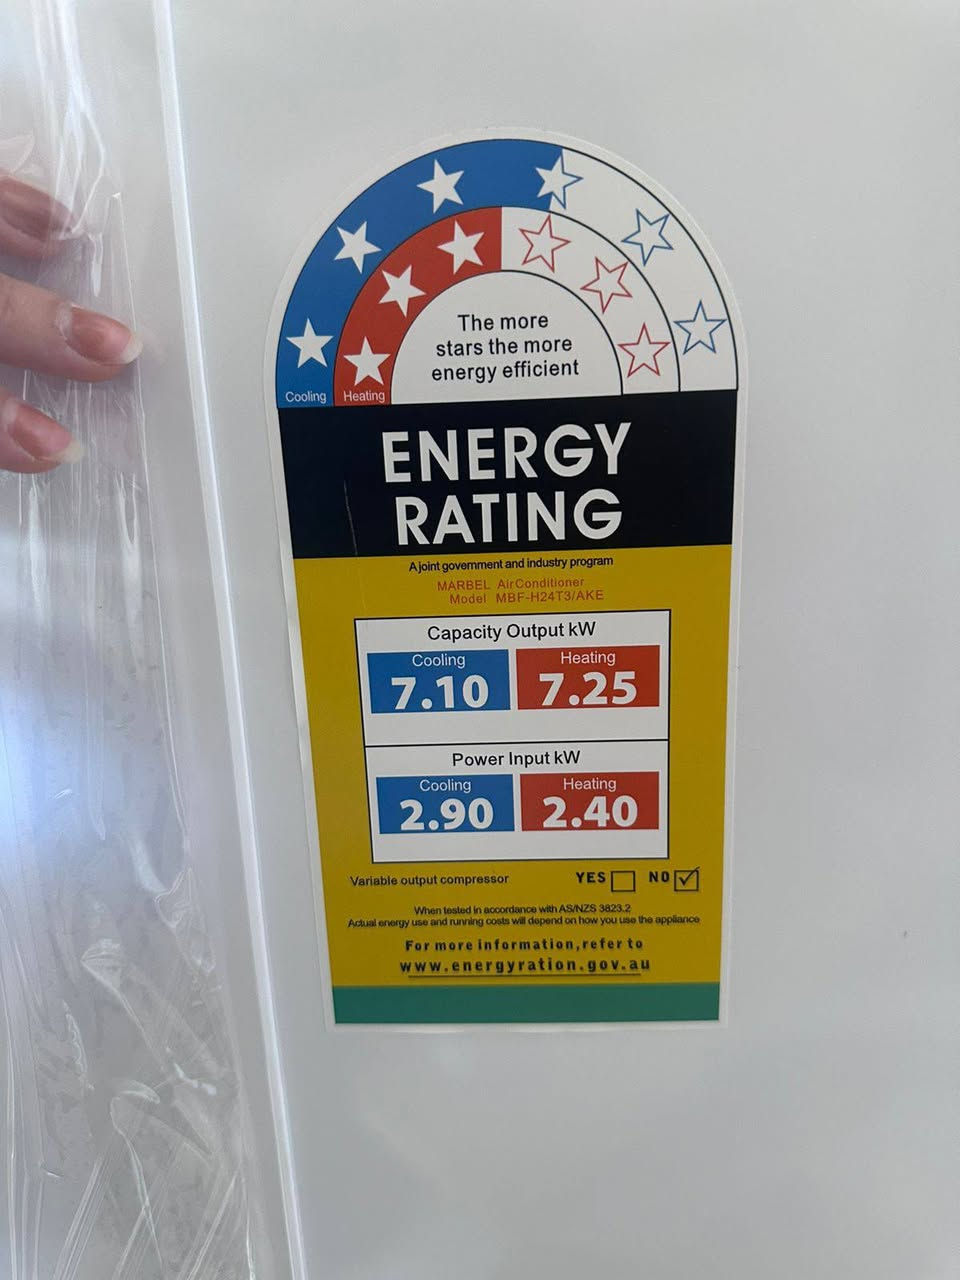 Cooling
Heating
The more
stars the more
energy efficient
ENERGY
RATING
A joint government and industry program
MARBEL AirConditioner
Model MBF-H24T3/AKE
Capacity Output kW
Cooling Heating
7.10 7.25
Power Input kW
Cooling Heating
2.90 2.40
Variable output compressor YES NO
When tested in accordance with AS/NZS 3823.2
Actual energy use and running costs will depend on how you use the appliance
For more information,refer to
www.energyration.gov.au